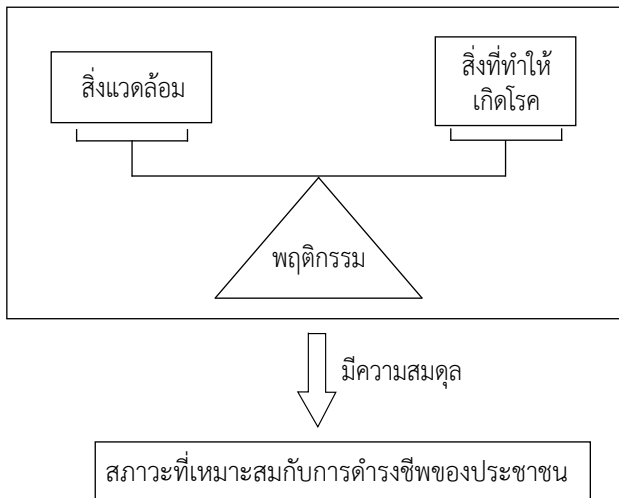 สิ่งแวดล้อม
สิ่งที่ทำให้
เกิดโรค
พฤติกรรม
มีความสมดุล
สภาวะที่เหมาะสมกับการดำรงชีพของประชาชน